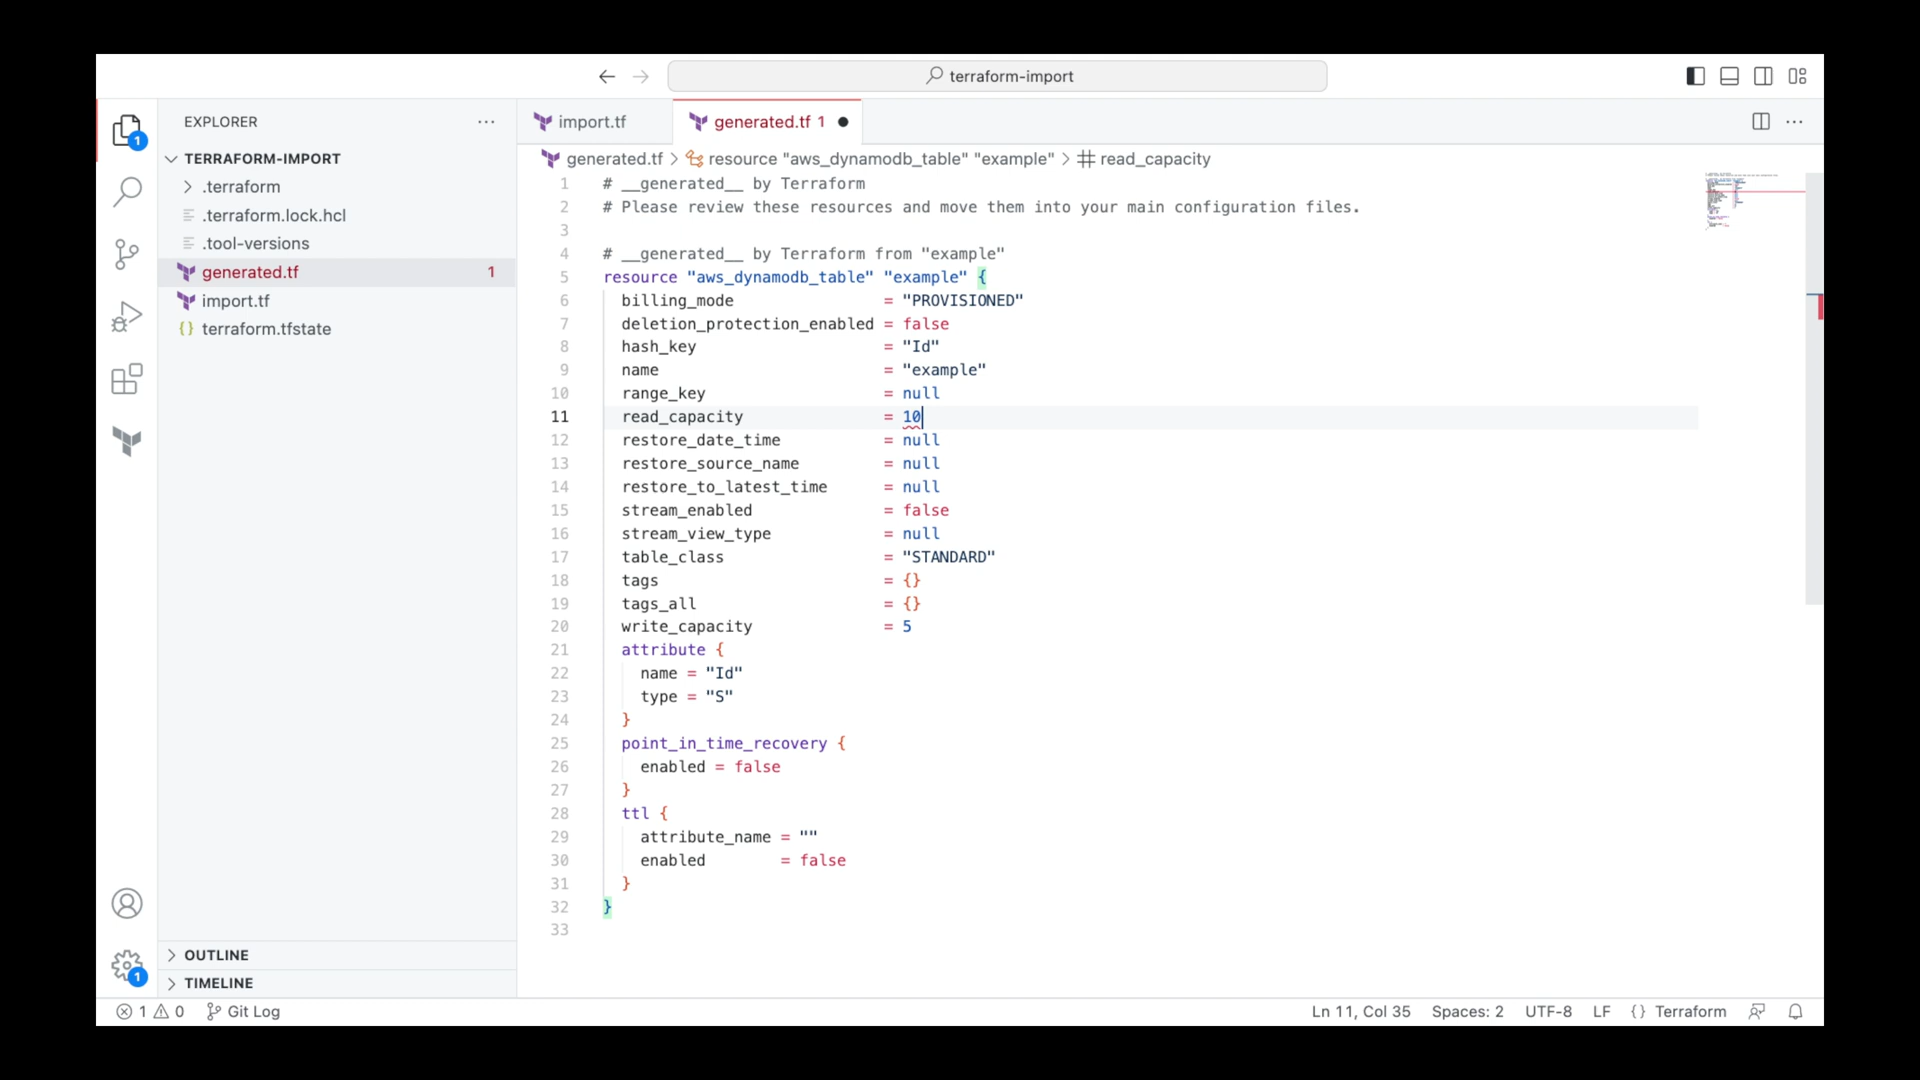 terraform-import
EXPLORER
TERRAFORM-IMPORT
.terraform
.terraform.lock.hcl
.tool-versions
generated.tf 1
import.tf
{} terraform.tfstate
OUTLINE
TIMELINE
1
1
import.tf
generated.tf 1
generated.tf > resource "aws_dynamodb_table" "example" > read_capacity
1 # __generated__ by Terraform
2 # Please review these resources and move them into your main configuration files.
3
4 # __generated__ by Terraform from "example"
5 resource "aws_dynamodb_table" "example" {
6 billing_mode = "PROVISIONED"
7 deletion_protection_enabled = false
8 hash_key = "Id"
9 name = "example"
10 range_key = null
11 read_capacity = 10
12 restore_date_time = null
13 restore_source_name = null
14 restore_to_latest_time = null
15 stream_enabled = false
16 stream_view_type = null
17 table_class = "STANDARD"
18 tags = {}
19 tags_all = {}
20 write_capacity = 5
21 attribute {
22 name = "Id"
23 type = "S"
24 }
25 point_in_time_recovery {
26 enabled = false
27 }
28 ttl {
29 attribute_name = ""
30 enabled = false
31 }
32 }
33
1 0 Git Log
Ln 11, Col 35 Spaces: 2 UTF-8 LF {} Terraform